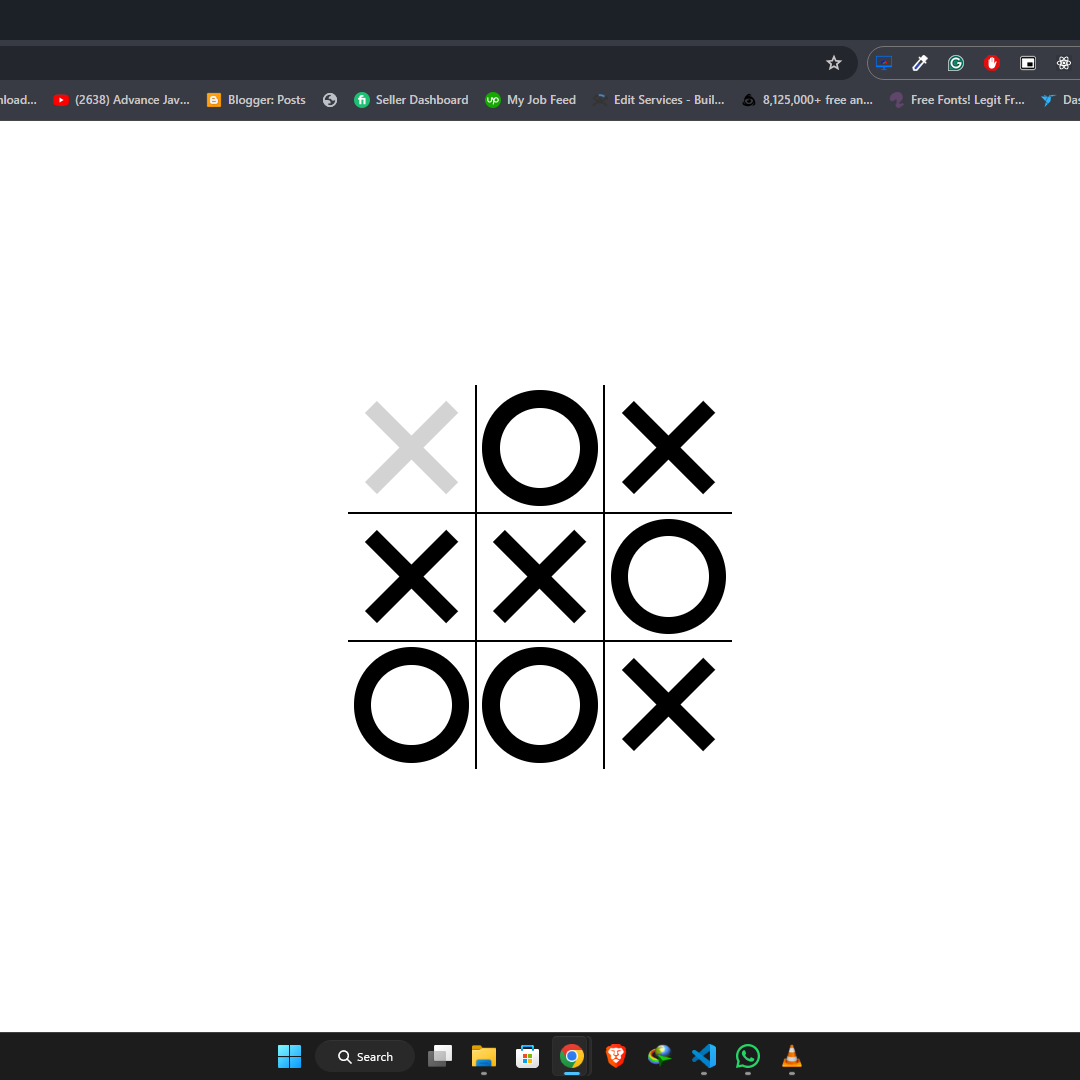 nload...
(2638) Advance Jav...
Blogger: Posts
Seller Dashboard
My Job Feed
Edit Services - Buil...
8,125,000+ free an...
Free Fonts! Legit Fr...
Das
X O X
X X O
O O X
Search